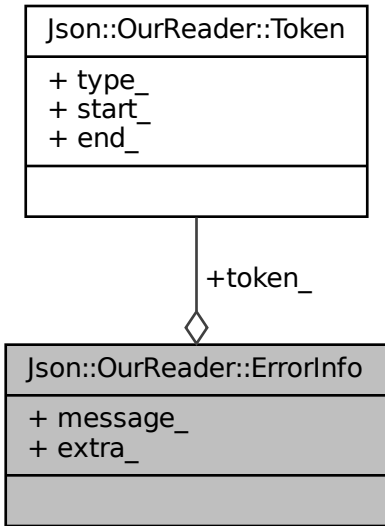 Json::OurReader::Token
+ type_
+ start_
+ end_
+token_
Json::OurReader::ErrorInfo
+ message_
+ extra_